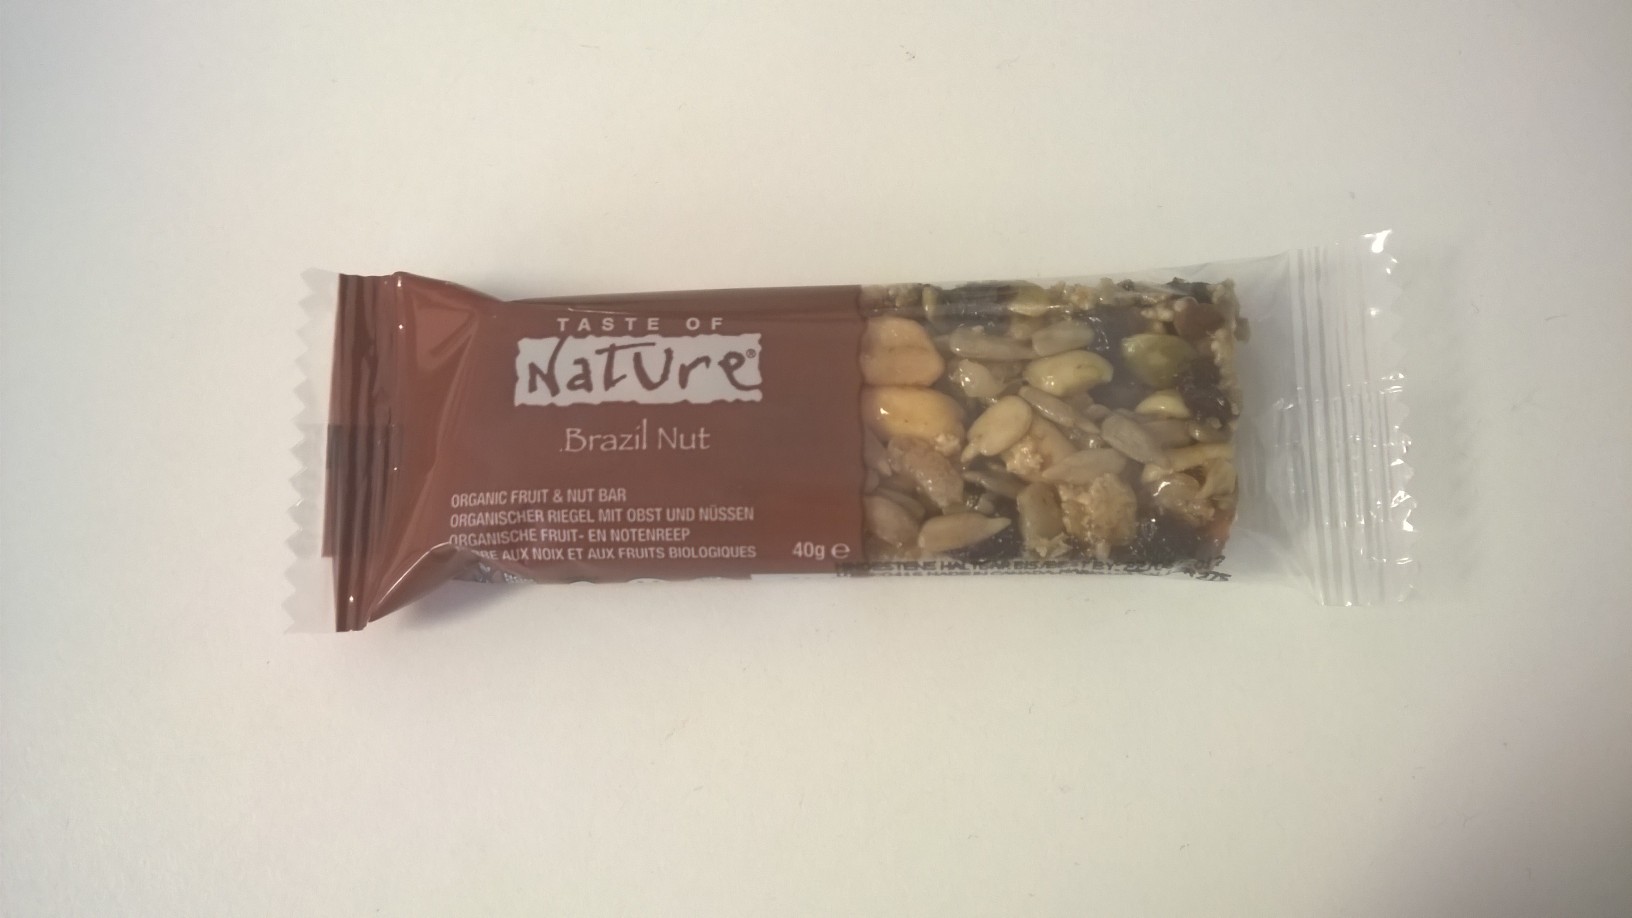 TASTE OF
Nature®
Brazil Nut
ORGANIC FRUIT & NUT BAR
ORGANISCHER RIEGEL MIT OBST UND NÜSSEN
ORGANISCHE FRUIT- EN NOTENREEP
AUX NOIX ET AUX FRUITS BIOLOGIQUES
40g e